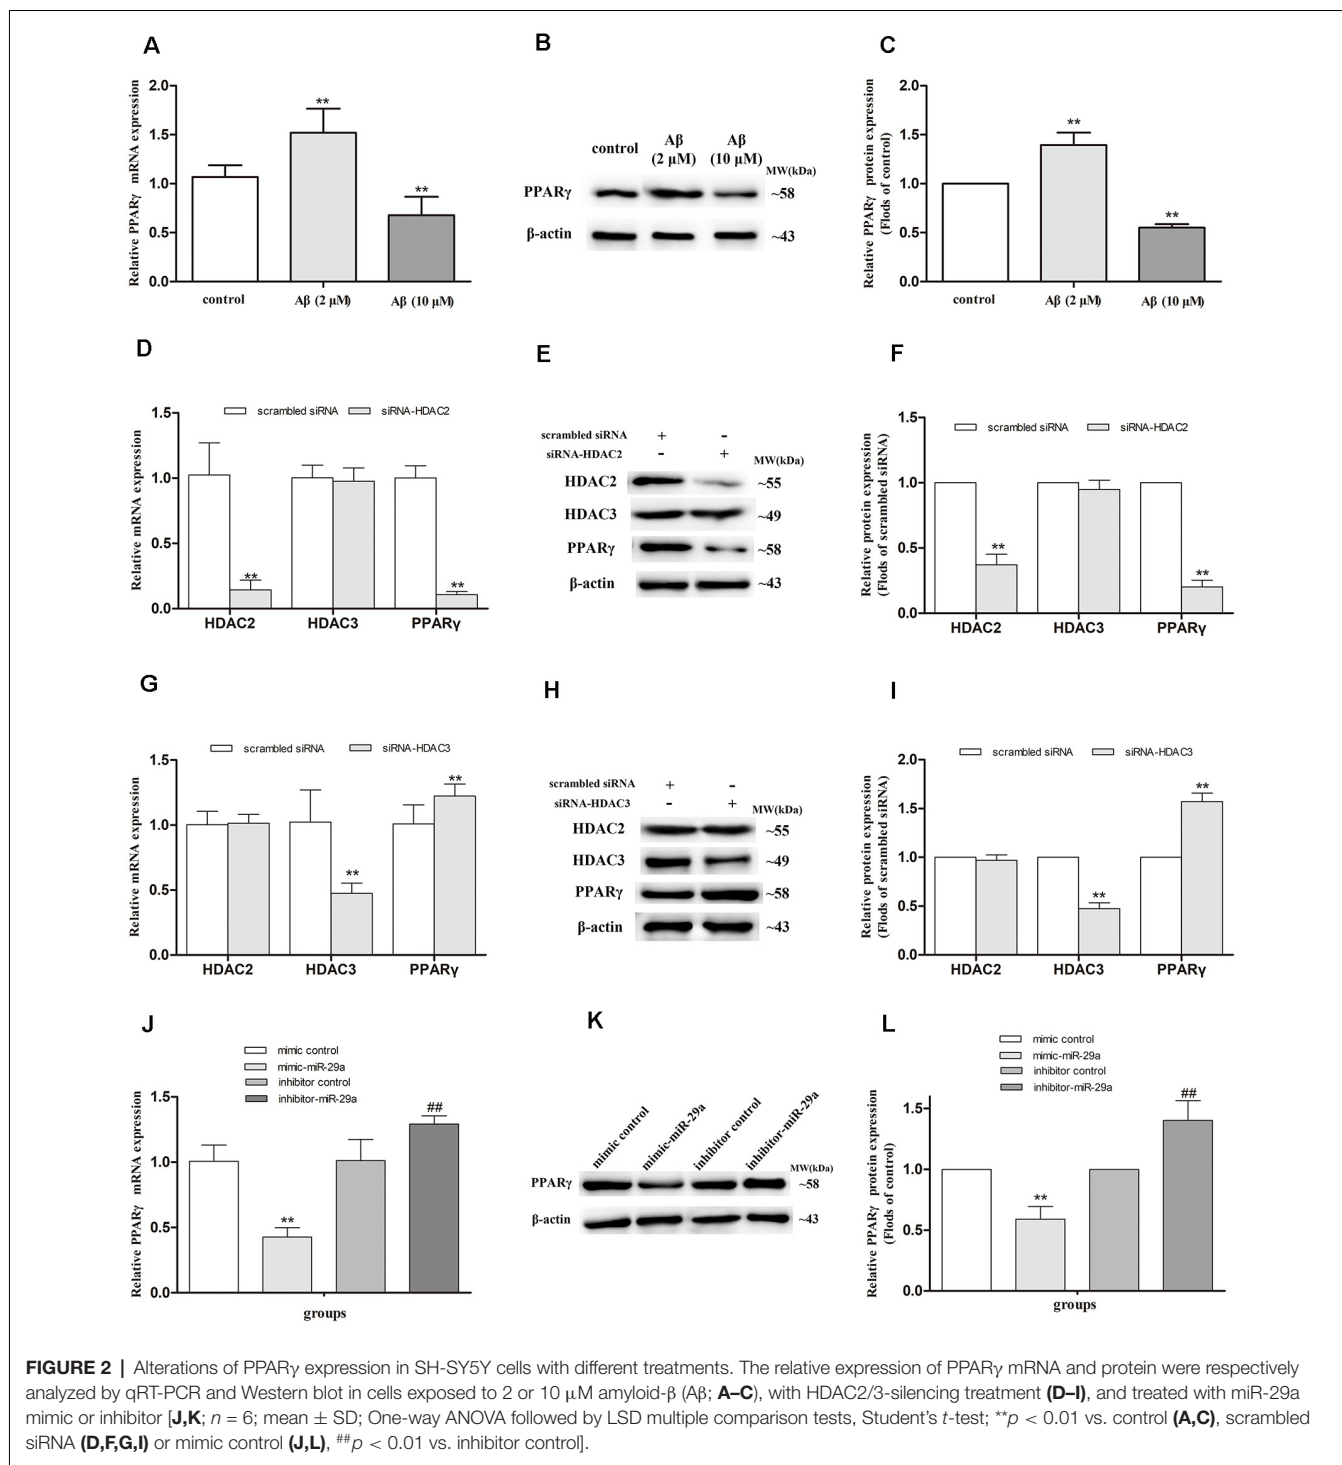 A
Relative PPARγ mRNA expression
2.0
1.5
1.0
0.5
0.0
**
**
control
Aβ (2 μM)
Aβ (10 μM)
B
control
Aβ
(2 μM)
Aβ
(10 μM)
MW(kDa)
PPARγ
~58
β-actin
~43
C
Relative PPARγ protein expression
(Flods of control)
2.0
1.5
1.0
0.5
0.0
**
**
control
Aβ (2 μM)
Aβ (10 μM)
D
scrambled siRNA
siRNA-HDAC2
Relative mRNA expression
1.5
1.0
0.5
0.0
**
**
HDAC2
HDAC3
PPARγ
E
scrambled siRNA + -
siRNA-HDAC2 - +
MW(kDa)
HDAC2 ~55
HDAC3 ~49
PPARγ ~58
β-actin ~43
F
scrambled siRNA
siRNA-HDAC2
Relative protein expression
(Flods of scrambled siRNA)
1.5
1.0
0.5
0.0
**
**
HDAC2
HDAC3
PPARγ
G
scrambled siRNA
siRNA-HDAC3
Relative mRNA expression
1.5
1.0
0.5
0.0
**
**
HDAC2
HDAC3
PPARγ
H
scrambled siRNA + -
siRNA-HDAC3 - +
MW(kDa)
HDAC2 ~55
HDAC3 ~49
PPARγ ~58
β-actin ~43
I
scrambled siRNA
siRNA-HDAC3
Relative protein expression
(Flods of scrambled siRNA)
2.0
1.5
1.0
0.5
0.0
**
**
HDAC2
HDAC3
PPARγ
J
mimic control
mimic-miR-29a
inhibitor control
inhibitor-miR-29a
Relative PPARγ mRNA expression
1.5
1.0
0.5
0.0
**
##
groups
K
mimic control
mimic-miR-29a
inhibitor control
inhibitor-miR-29a
MW(kDa)
PPARγ ~58
β-actin ~43
L
mimic control
mimic-miR-29a
inhibitor control
inhibitor-miR-29a
Relative PPARγ protein expression
(Flods of control)
1.5
1.0
0.5
0.0
**
##
groups
FIGURE 2 | Alterations of PPARγ expression in SH-SY5Y cells with different treatments. The relative expression of PPARγ mRNA and protein were respectively
analyzed by qRT-PCR and Western blot in cells exposed to 2 or 10 μM amyloid-β (Aβ; A–C), with HDAC2/3-silencing treatment (D–I), and treated with miR-29a
mimic or inhibitor [J,K; n = 6; mean ± SD; One-way ANOVA followed by LSD multiple comparison tests, Student's t-test; **p < 0.01 vs. control (A,C), scrambled
siRNA (D,F,G,I) or mimic control (J,L), ##p < 0.01 vs. inhibitor control].